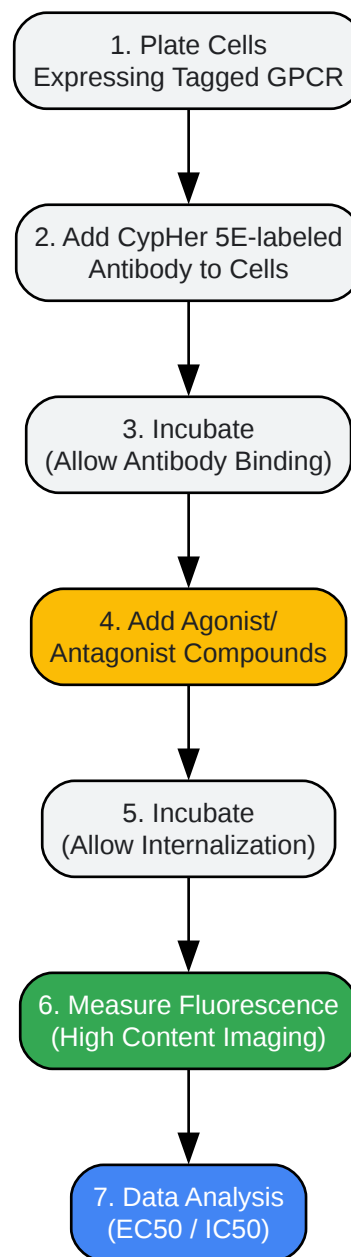 1. Plate Cells
Expressing Tagged GPCR
2. Add CypHer 5E-labeled
Antibody to Cells
3. Incubate
(Allow Antibody Binding)
4. Add Agonist/
Antagonist Compounds
5. Incubate
(Allow Internalization)
6. Measure Fluorescence
(High Content Imaging)
7. Data Analysis
(EC50 / IC50)